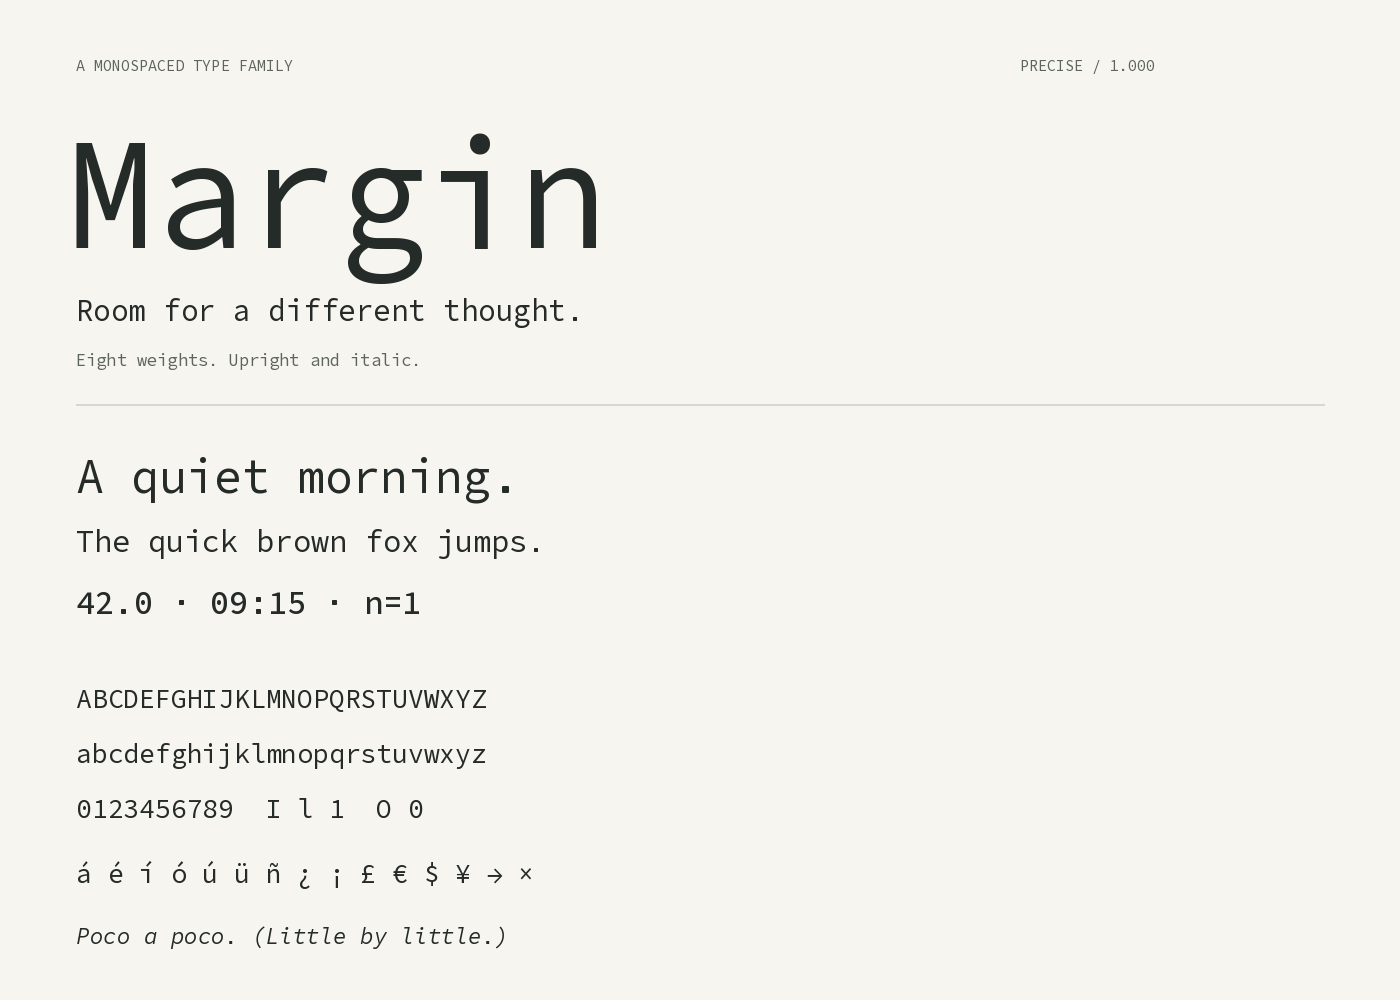 A MONOSPACED TYPE FAMILY
PRECISE / 1.000
Margin
Room for a different thought.
Eight weights. Upright and italic.
A quiet morning.
The quick brown fox jumps.
42.0 · 09:15 · n=1
ABCDEFGHIJKLMNOPQRSTUVWXYZ
abcdefghijklmnopqrstuvwxyz
0123456789  I l 1  O 0
á é í ó ú ü ñ ¿ ¡ £ € $ ¥ → ×
Poco a poco. (Little by little.)